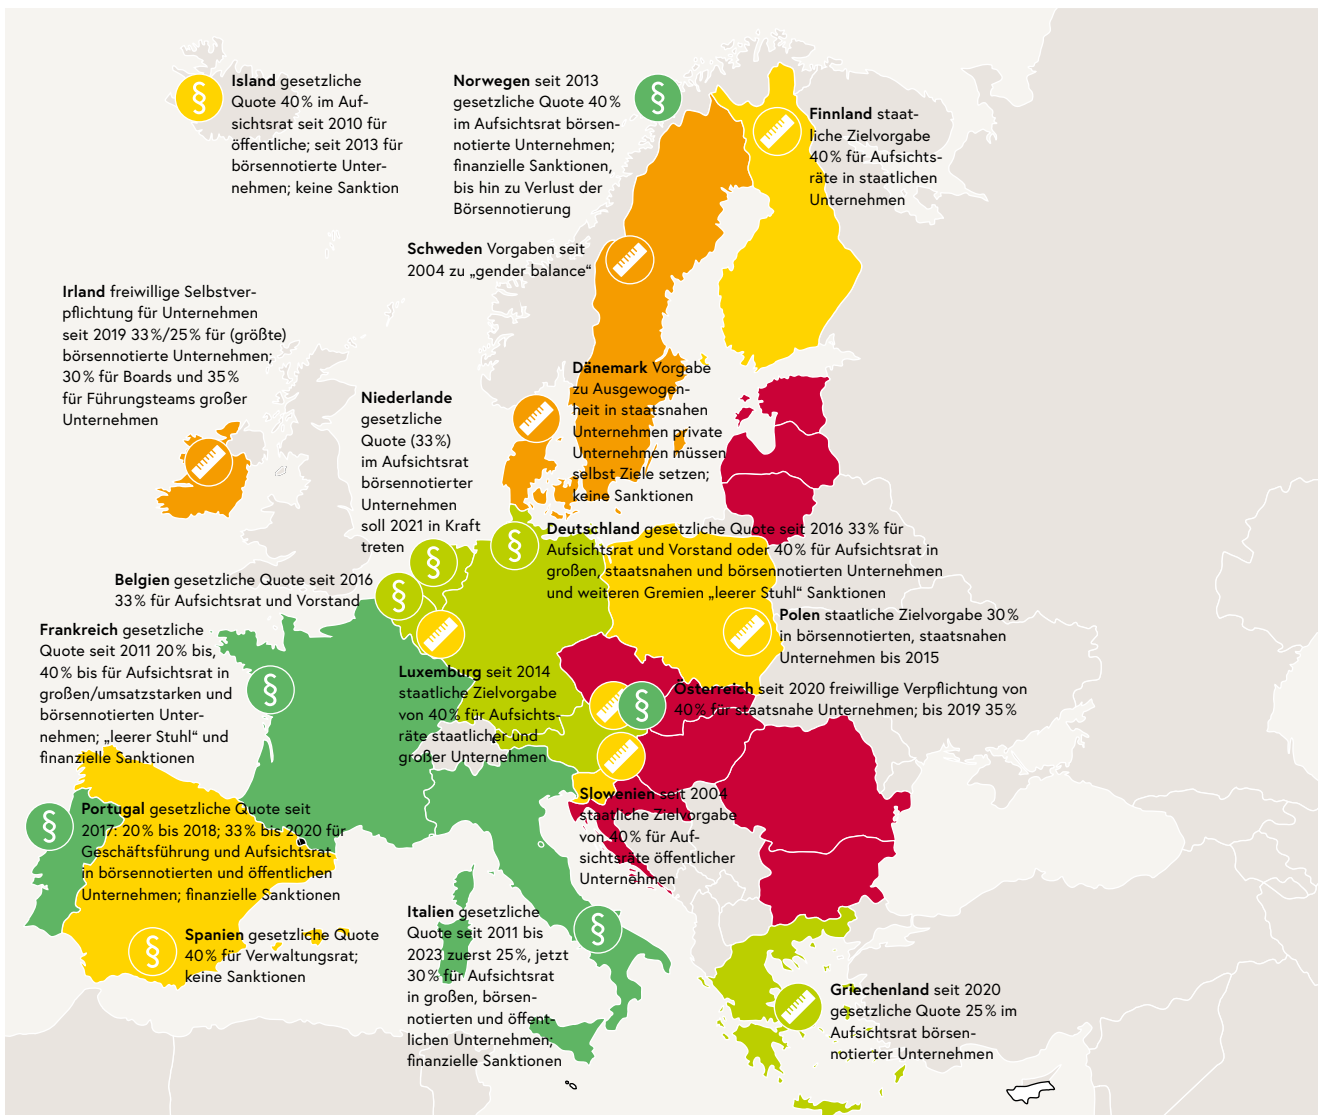 Island gesetzliche
Quote 40% im Auf-
sichtsrat seit 2010 für
öffentliche; seit 2013 für
börsennotierte Unter-
nehmen; keine Sanktion
§
Norwegen seit 2013
gesetzliche Quote 40%
im Aufsichtsrat börsen-
notierte Unternehmen;
finanzielle Sanktionen,
bis hin zu Verlust der
Börsennotierung
§
Finnland staat-
liche Zielvorgabe
40% für Aufsichts-
räte in staatlichen
Unternehmen
Schweden Vorgaben seit
2004 zu „gender balance“
Irland freiwillige Selbstver-
pflichtung für Unternehmen
seit 2019 33%/25% für (größte)
börsennotierte Unternehmen;
30% für Boards und 35%
für Führungsteams großer
Unternehmen
Dänemark Vorgabe
zu Ausgewogen-
heit in staatsnahen
Unternehmen private
Unternehmen müssen
selbst Ziele setzen;
keine Sanktionen
Niederlande
gesetzliche
Quote (33%)
im Aufsichtsrat
börsennotierter
Unternehmen
soll 2021 in Kraft
treten
§
Deutschland gesetzliche Quote seit 2016 33% für
Aufsichtsrat und Vorstand oder 40% für Aufsichtsrat in
großen, staatsnahen und börsennotierten Unternehmen
und weiteren Gremien „leerer Stuhl“ Sanktionen
§
Belgien gesetzliche Quote seit 2016
33% für Aufsichtsrat und Vorstand
§
Polen staatliche Zielvorgabe 30%
in börsennotierten, staatsnahen
Unternehmen bis 2015
Frankreich gesetzliche
Quote seit 2011 20% bis,
40% bis für Aufsichtsrat in
großen/umsatzstarken und
börsennotierten Unter-
nehmen; „leerer Stuhl“ und
finanzielle Sanktionen
§
Luxemburg seit 2014
staatliche Zielvorgabe
von 40% für Aufsichts-
räte staatlicher und
großer Unternehmen
§
Österreich seit 2020 freiwillige Verpflichtung von
40% für staatsnahe Unternehmen; bis 2019 35%
Slowenien seit 2004
staatliche Zielvorgabe
von 40% für Auf-
sichtsräte öffentlicher
Unternehmen
§
Portugal gesetzliche Quote seit
2017: 20% bis 2018; 33% bis 2020 für
Geschäftsführung und Aufsichtsrat
in börsennotierten und öffentlichen
Unternehmen; finanzielle Sanktionen
§
Spanien gesetzliche Quote
40% für Verwaltungsrat;
keine Sanktionen
Italien gesetzliche
Quote seit 2011 bis
2023 zuerst 25%, jetzt
30% für Aufsichtsrat
in großen, börsen-
notierten und öffent-
lichen Unternehmen;
finanzielle Sanktionen
§
Griechenland seit 2020
gesetzliche Quote 25% im
Aufsichtsrat börsen-
notierter Unternehmen